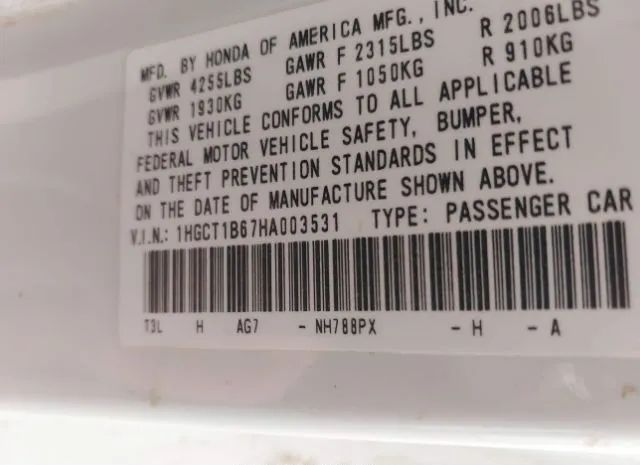 MFD. BY HONDA OF AMERICA MFG., INC.
GVWR 4255LBS GAWR F 2315LBS R 2006LBS
GVWR 1930KG GAWR F 1050KG R 910KG
THIS VEHICLE CONFORMS TO ALL APPLICABLE
FEDERAL MOTOR VEHICLE SAFETY, BUMPER,
AND THEFT PREVENTION STANDARDS IN EFFECT
ON THE DATE OF MANUFACTURE SHOWN ABOVE.
V.I.N.: 1HGCT1B67HA003531 TYPE: PASSENGER CAR
T3L H AG7 - NH788PX - H - A